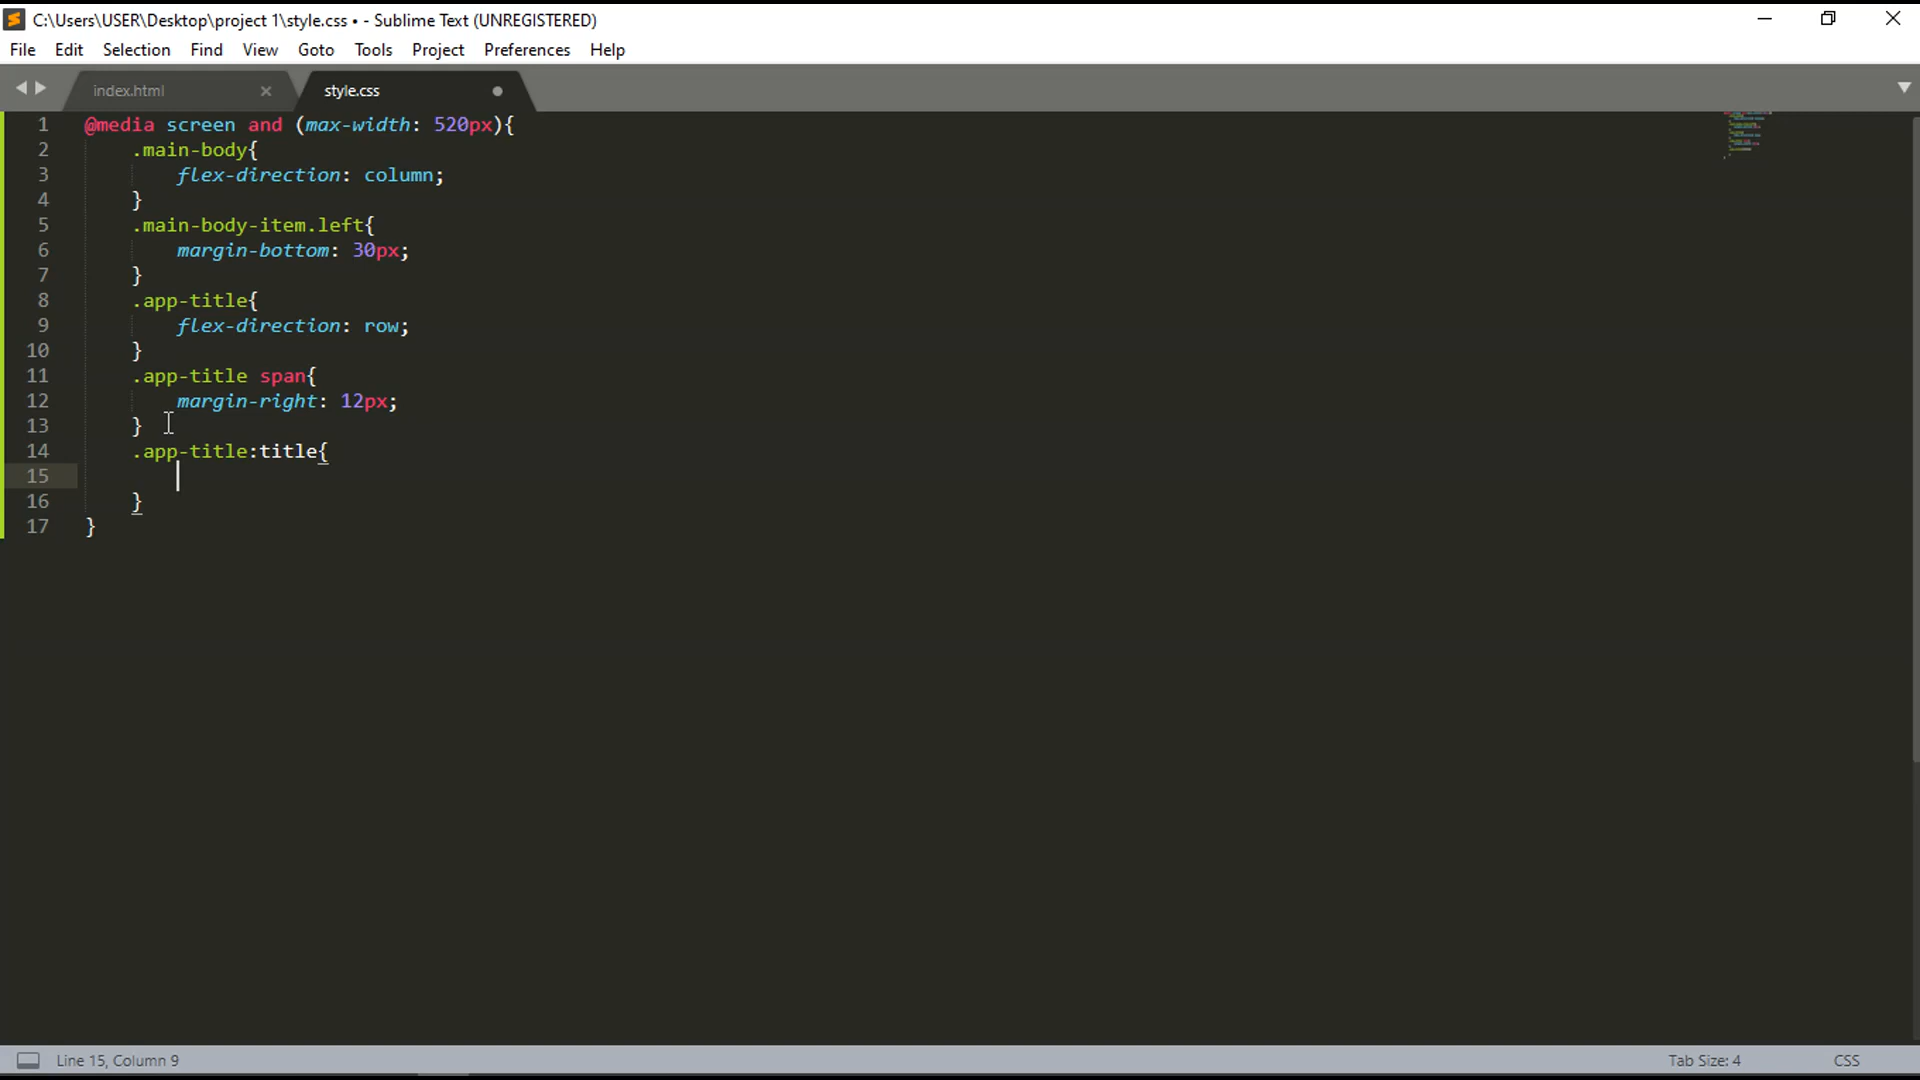 C:\Users\USER\Desktop\project 1\style.css • - Sublime Text (UNREGISTERED)
File Edit Selection Find View Goto Tools Project Preferences Help
index.html × style.css
1 @media screen and (max-width: 520px){
2 .main-body{
3 flex-direction: column;
4 }
5 .main-body-item.left{
6 margin-bottom: 30px;
7 }
8 .app-title{
9 flex-direction: row;
10 }
11 .app-title span{
12 margin-right: 12px;
13 }
14 .app-title:title{
15
16 }
17 }
Line 15, Column 9 Tab Size: 4 CSS